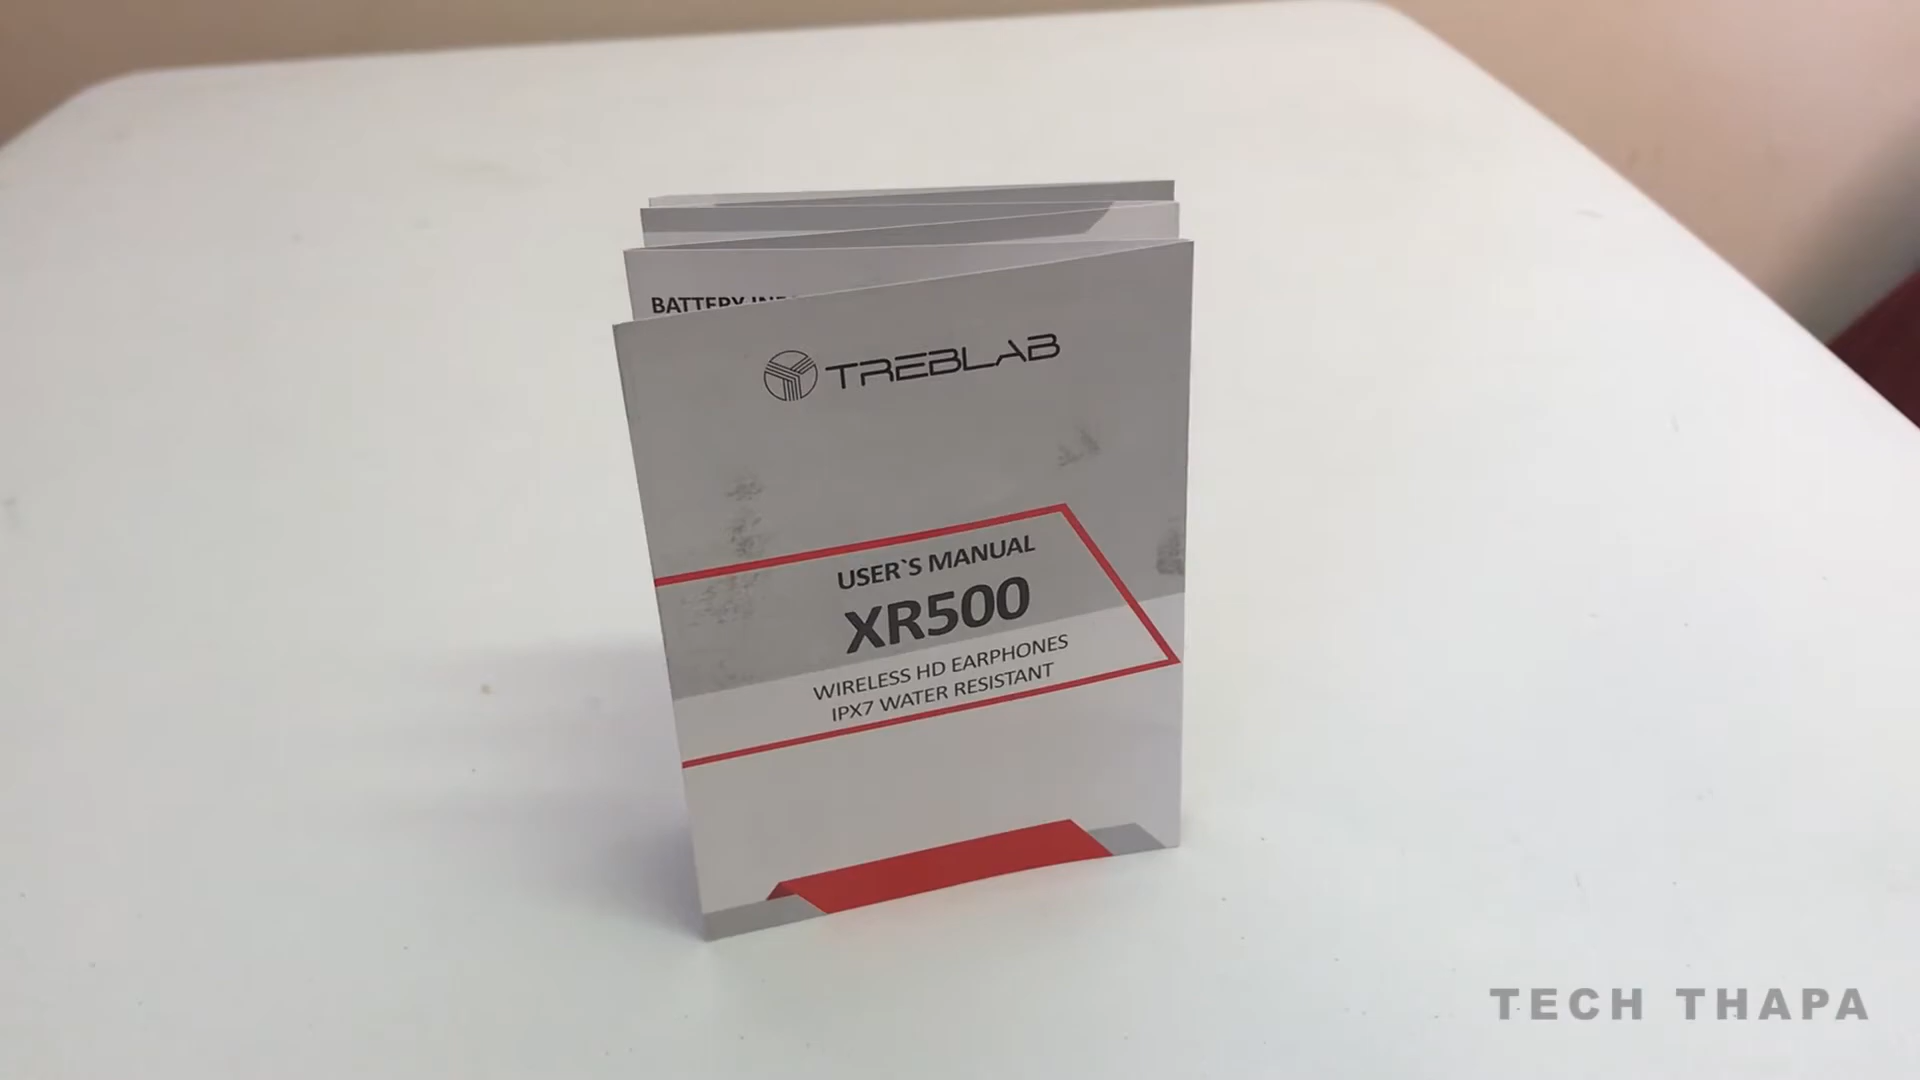 BATTERY
TREBLAB
USER`S MANUAL
XR500
WIRELESS HD EARPHONES
IPX7 WATER RESISTANT
TECH THAPA